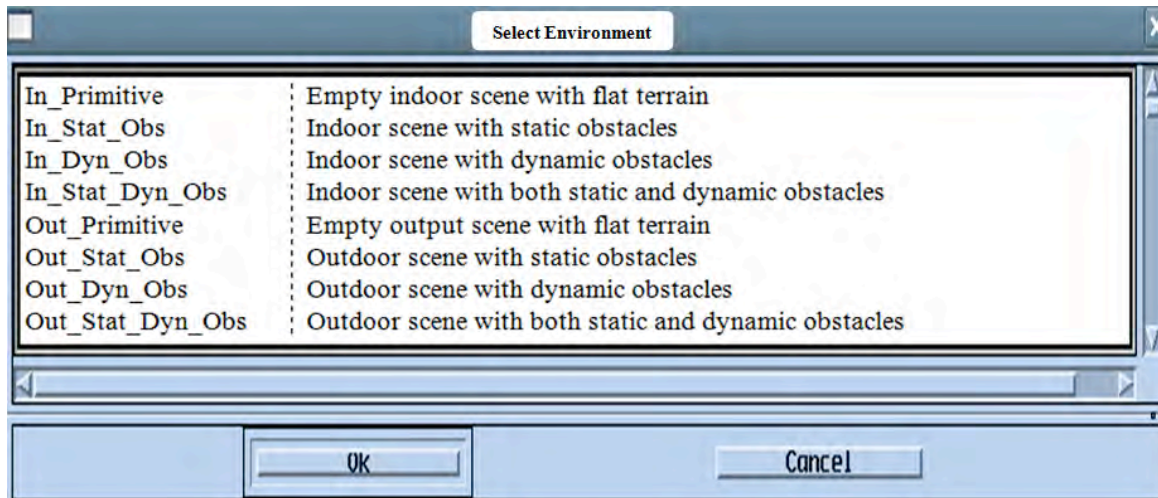 Select Environment
In_Primitive Empty indoor scene with flat terrain
In_Stat_Obs Indoor scene with static obstacles
In_Dyn_Obs Indoor scene with dynamic obstacles
In_Stat_Dyn_Obs Indoor scene with both static and dynamic obstacles
Out_Primitive Empty output scene with flat terrain
Out_Stat_Obs Outdoor scene with static obstacles
Out_Dyn_Obs Outdoor scene with dynamic obstacles
Out_Stat_Dyn_Obs Outdoor scene with both static and dynamic obstacles
OK Cancel